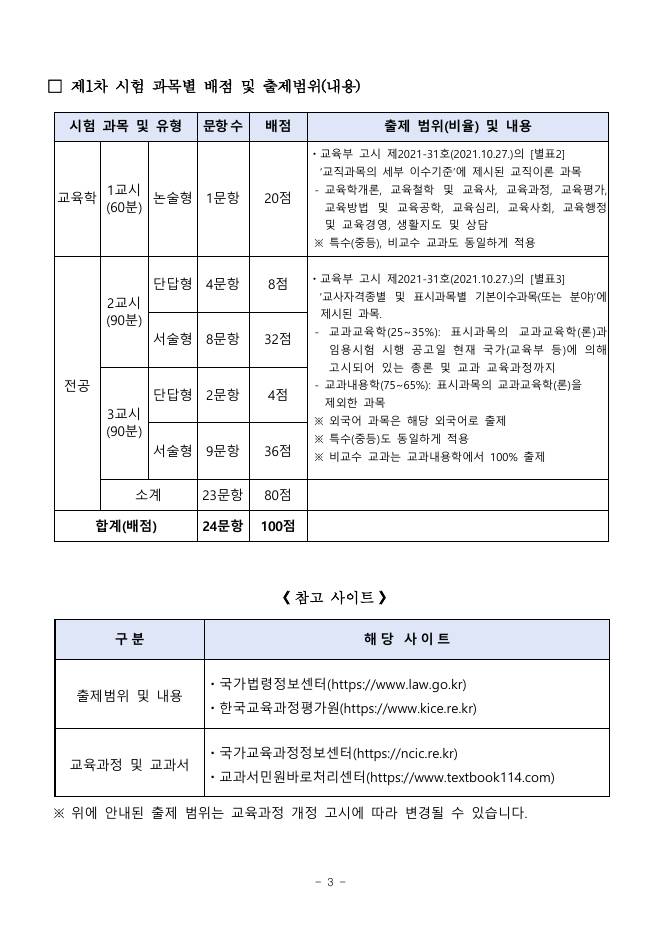 □ 제1차 시험 과목별 배점 및 출제범위(내용)
시험 과목 및 유형 문항 수 배점 출제 범위(비율) 및 내용
교육학 1교시 (60분) 논술형 1문항 20점
・교육부 고시 제2021-31호(2021.10.27.)의 [별표2]
'교직과목의 세부 이수기준'에 제시된 교직이론 과목
- 교육학개론, 교육철학 및 교육사, 교육과정, 교육평가,
교육방법 및 교육공학, 교육심리, 교육사회, 교육행정
및 교육경영, 생활지도 및 상담
※ 특수(중등), 비교수 교과도 동일하게 적용
전공
2교시
(90분)
단답형 4문항 8점
서술형 8문항 32점
3교시
(90분)
단답형 2문항 4점
서술형 9문항 36점
・교육부 고시 제2021-31호(2021.10.27.)의 [별표3]
'교사자격종별 및 표시과목별 기본이수과목(또는 분야)'에
제시된 과목.
- 교과교육학(25~35%): 표시과목의 교과교육학(론)과
임용시험 시행 공고일 현재 국가(교육부 등)에 의해
고시되어 있는 총론 및 교과 교육과정까지
- 교과내용학(75~65%): 표시과목의 교과교육학(론)을
제외한 과목
※ 외국어 과목은 해당 외국어로 출제
※ 특수(중등)도 동일하게 적용
※ 비교수 교과는 교과내용학에서 100% 출제
소계 23문항 80점
합계(배점) 24문항 100점
《 참고 사이트 》
구 분 해 당 사 이 트
출제범위 및 내용
・국가법령정보센터(https://www.law.go.kr)
・한국교육과정평가원(https://www.kice.re.kr)
교육과정 및 교과서
・국가교육과정정보센터(https://ncic.re.kr)
・교과서민원바로처리센터(https://www.textbook114.com)
※ 위에 안내된 출제 범위는 교육과정 개정 고시에 따라 변경될 수 있습니다.
- 3 -